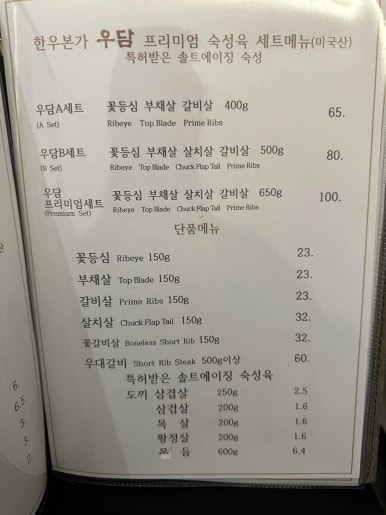 한우본가 우담 프리미엄 숙성육 세트메뉴(미국산)
특허받은 솔트에이징 숙성
우담A세트 꽃등심 부채살 갈비살 400g 65.
(A Set) Ribeye Top Blade Prime Ribs
우담B세트 꽃등심 부채살 살치살 갈비살 500g 80.
(B Set) Ribeye Top Blade Chuck Flap Tail Prime Ribs
우담
프리미엄세트 꽃등심 부채살 살치살 갈비살 650g 100.
(Premium Set) Ribeye Top Blade Chuck Flap Tail Prime Ribs
단품메뉴
꽃등심 Ribeye 150g 23.
부채살 Top Blade 150g 23.
갈비살 Prime Ribs 150g 23.
살치살 Chuck Flap Tail 150g 32.
꽃갈비살 Boneless Short Rib 150g 32.
우대갈비 Short Rib Steak 500g이상 60.
특허받은 솔트에이징 숙성육
도끼 삼겹살 250g 2.5
삼겹살 200g 1.6
목 살 200g 1.6
항정살 200g 1.6
모 듬 600g 6.4
6.
6.5
9.
9.